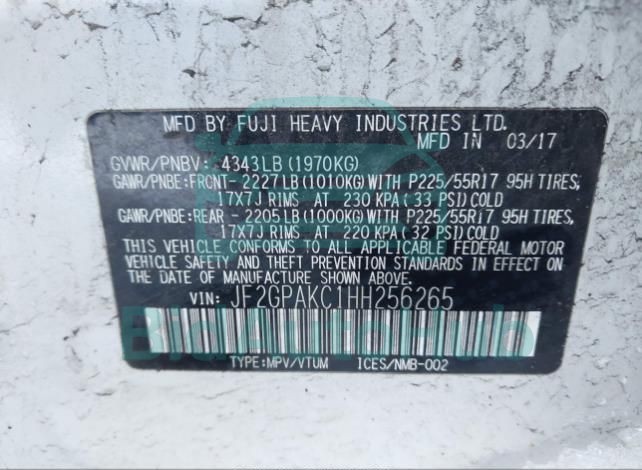 MFD BY FUJI HEAVY INDUSTRIES LTD.
MFD IN 03/17
GVWR/PNBV: 4343LB(1970KG)
GAWR/PNBE:FRONT-2227LB(1010KG)WITH P225/55R17 95H TIRES,
17X7J RIMS AT 230 KPA(33 PSI)COLD
GAWR/PNBE:REAR -2205LB(1000KG)WITH P225/55R17 95H TIRES,
17X7J RIMS AT 220 KPA(32 PSI)COLD
THIS VEHICLE CONFORMS TO ALL APPLICABLE FEDERAL MOTOR
VEHICLE SAFETY AND THEFT PREVENTION STANDARDS IN EFFECT
ON THE DATE OF MANUFACTURE SHOWN ABOVE.
VIN: JF2GPAKC1HH256265
BidAutoHub
TYPE:MPV/VTUM ICES/NMB-002